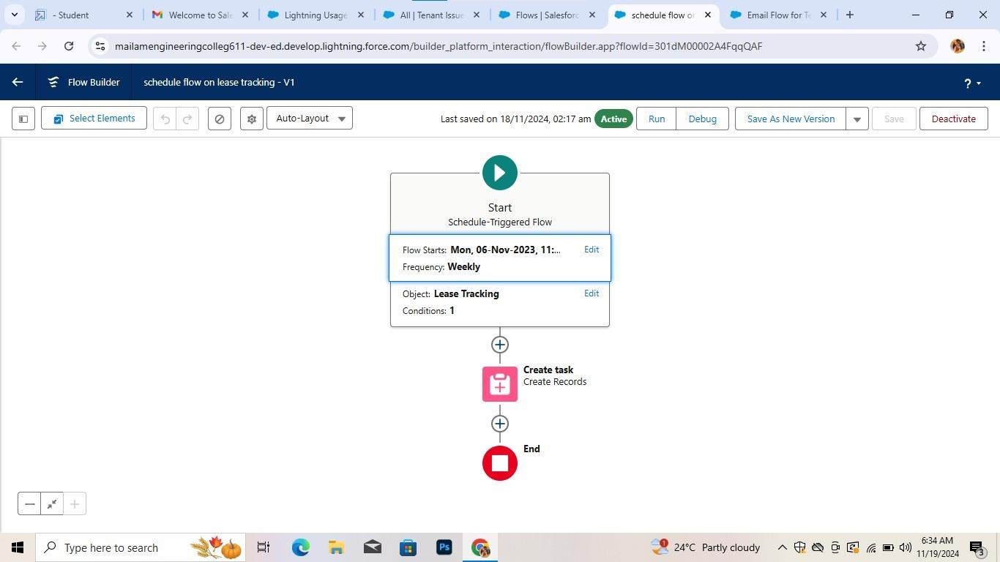 - Student
Welcome to Sale
Lightning Usage
All | Tenant Issue
Flows | Salesforc
schedule flow or
Email Flow for Te
mailamengineeringcolleg611-dev-ed.develop.lightning.force.com/builder_platform_interaction/flowBuilder.app?flowId=301dM00002A4FqqQAF
Flow Builder
schedule flow on lease tracking - V1
?
Select Elements
Auto-Layout
Last saved on 18/11/2024, 02:17 am
Active
Run
Debug
Save As New Version
Save
Deactivate
Start
Schedule-Triggered Flow
Flow Starts: Mon, 06-Nov-2023, 11:...
Edit
Frequency: Weekly
Object: Lease Tracking
Edit
Conditions: 1
Create task
Create Records
End
Type here to search
Ps
1
24°C Partly cloudy
6:34 AM
11/19/2024
3